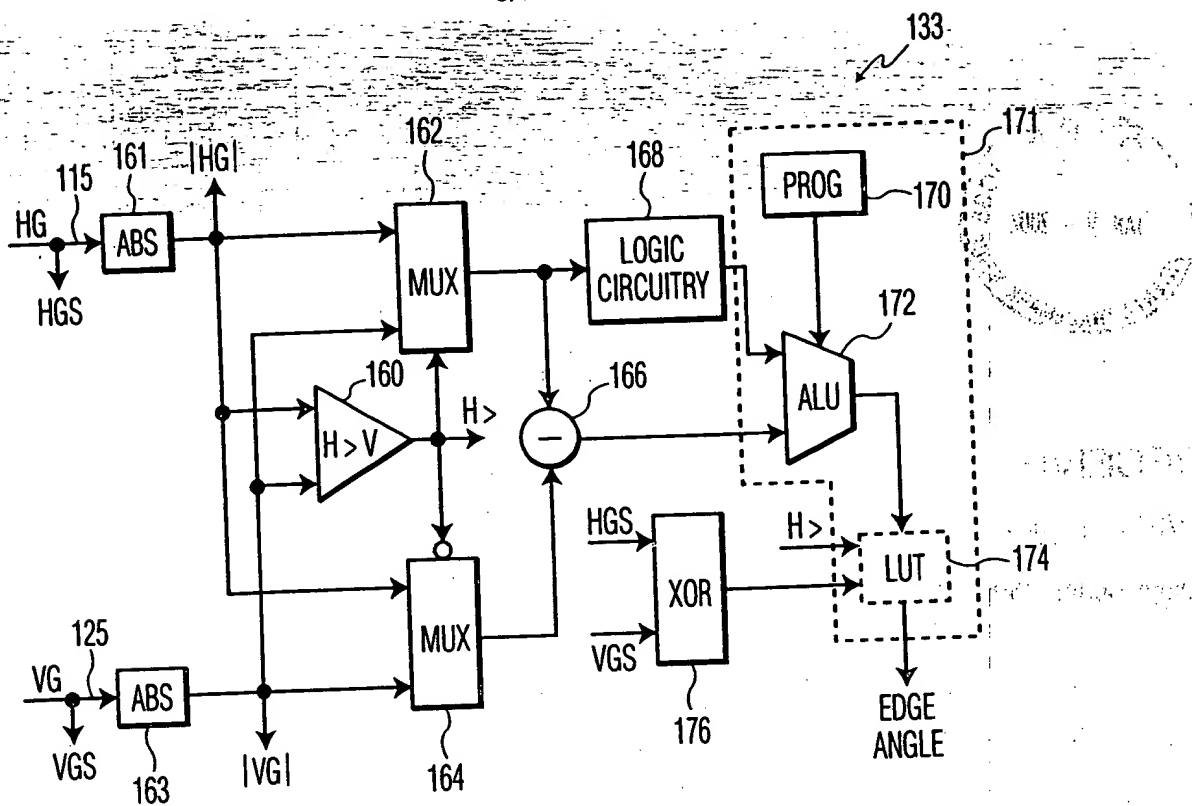 133
162
171
|HG|
161
168
115
PROG
170
HG
ABS
LOGIC
CIRCUITRY
MUX
HGS
172
160
166
H >
ALU
H > V
−
HGS
H >
LUT
174
XOR
MUX
125
VGS
VG
ABS
EDGE
ANGLE
176
VGS
163
|VG|
164